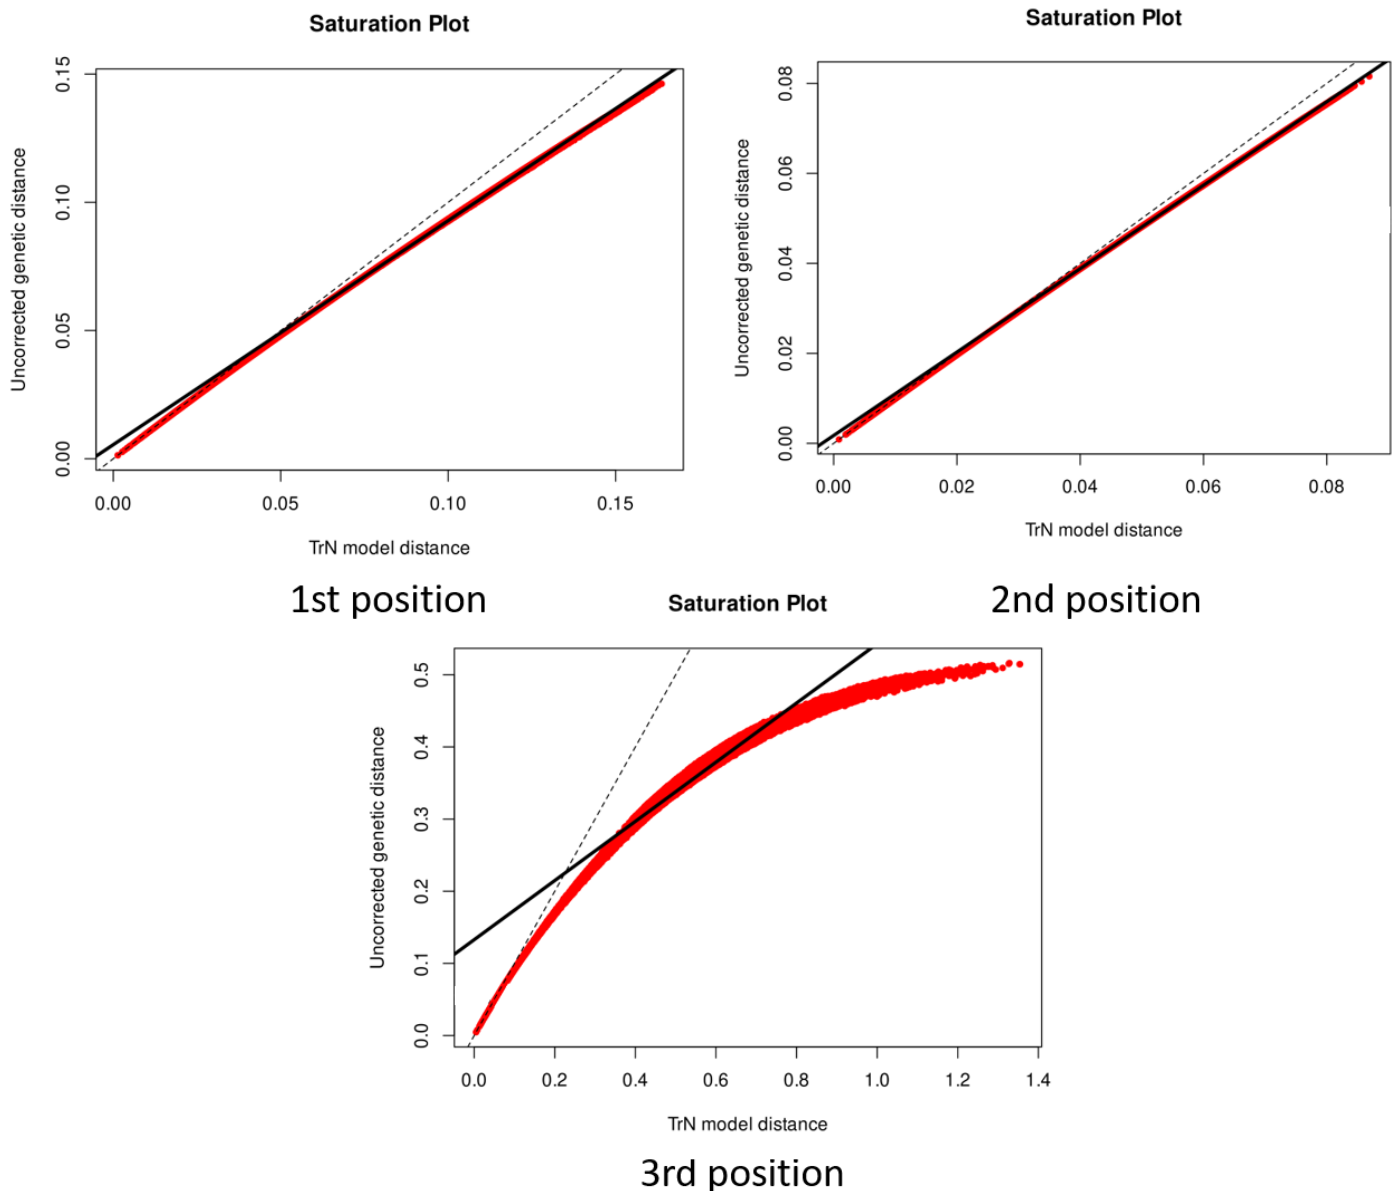 Saturation Plot
Uncorrected genetic distance
0.15
0.10
0.05
0.00
0.00 0.05 0.10 0.15
TrN model distance
1st position
Saturation Plot
Uncorrected genetic distance
0.08
0.06
0.04
0.02
0.00
0.00 0.02 0.04 0.06 0.08
TrN model distance
2nd position
Saturation Plot
Uncorrected genetic distance
0.5
0.4
0.3
0.2
0.1
0.0
0.0 0.2 0.4 0.6 0.8 1.0 1.2 1.4
TrN model distance
3rd position